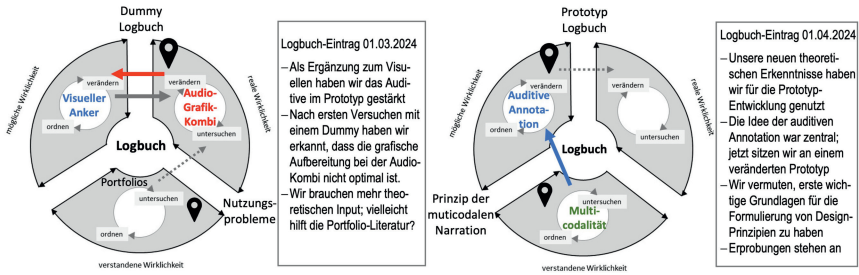 Dummy
Logbuch
mögliche Wirklichkeit
reale Wirklichkeit
verändern
verändern
Visueller
Anker
Audio-
Grafik-
Kombi
ordnen
untersuchen
Logbuch
Portfolios
untersuchen
ordnen
Nutzungs-
probleme
verstandene Wirklichkeit
Logbuch-Eintrag 01.03.2024
–Als Ergänzung zum Visu-
ellen haben wir das Audi-
tive im Prototyp gestärkt
–Nach ersten Versuchen mit
einem Dummy haben wir
erkannt, dass die grafische
Aufbereitung bei der Audio-
Kombi nicht optimal ist.
–Wir brauchen mehr theo-
retischen Input; vielleicht
hilft die Portfolio-Literatur?
Prototyp
Logbuch
mögliche Wirklichkeit
reale Wirklichkeit
verändern
verändern
Auditive
Annota-
tion
ordnen
untersuchen
Logbuch
Prinzip der
muticodalen
Narration
untersuchen
Multi-
codalität
ordnen
verstandene Wirklichkeit
Logbuch-Eintrag 01.04.2024
–Unsere neuen theoreti-
schen Erkenntnisse haben
wir für die Prototyp-
Entwicklung genutzt
–Die Idee der auditiven
Annotation war zentral;
jetzt sitzen wir an einem
veränderten Prototyp
–Wir vermuten, erste wich-
tige Grundlagen für die
Formulierung von Design-
Prinzipien zu haben
–Erprobungen stehen an